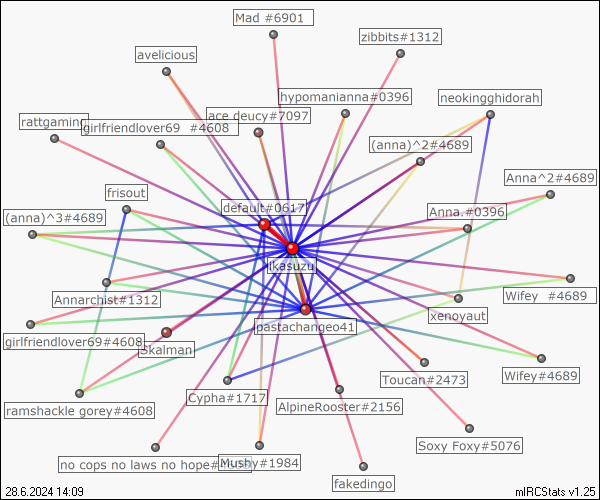 Mad #6901
zibbits#1312
avelicious
hypomanianna#0396
neokingghidorah
rattgaming
ace deucy#7097
girlfriendlover69 #4608
(anna)^2#4689
Anna^2#4689
frisout
default#0617
(anna)^3#4689
Anna.#0396
ikasuzu
Annarchist#1312
Wifey #4689
xenoyaut
pastachangeo41
girlfriendlover69#4608
Skalman
Wifey#4689
Toucan#2473
Cypha#1717
ramshackle gorey#4608
AlpineRooster#2156
Soxy Foxy#5076
no cops no laws no hope
Mushy#1984
fakedingo
28.6.2024 14:09
mIRCStats v1.25